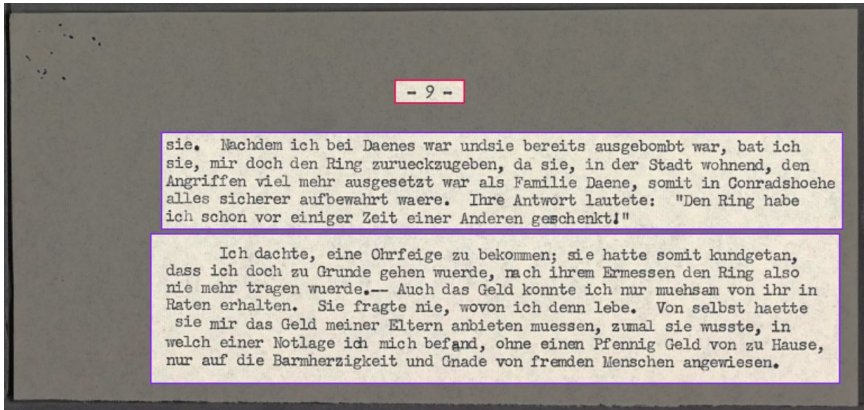 - 9 -
sie. Nachdem ich bei Daenes war undsie bereits ausgebombt war, bat ich
sie, mir doch den Ring zurueckzugeben, da sie, in der Stadt wohnend, den
Angriffen viel mehr ausgesetzt war als Familie Daene, somit in Conradshoehe
alles sicherer aufbewahrt waere. Ihre Antwort lautete: "Den Ring habe
ich schon vor einiger Zeit einer Anderen geschenkt!"
Ich dachte, eine Ohrfeige zu bekommen; sie hatte somit kundgetan,
dass ich doch zu Grunde gehen wuerde, nach ihrem Ermessen den Ring also
nie mehr tragen wuerde.-- Auch das Geld konnte ich nur muehsam von ihr in
Raten erhalten. Sie fragte nie, wovon ich denn lebe. Von selbst haette
sie mir das Geld meiner Eltern anbieten muessen, zumal sie wusste, in
welch einer Notlage ich mich befand, ohne einen Pfennig Geld von zu Hause,
nur auf die Barmherzigkeit und Gnade von fremden Menschen angewiesen.